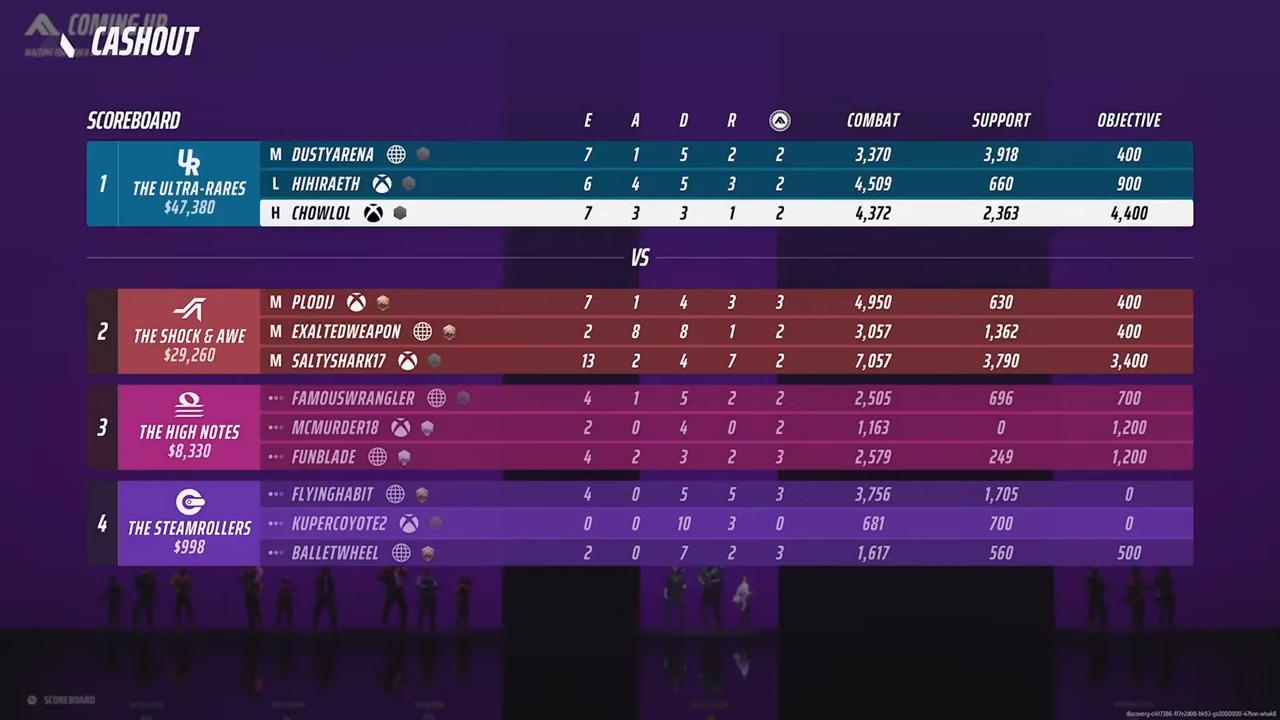 COMING UP
CASHOUT
SCOREBOARD E A D R COMBAT SUPPORT OBJECTIVE
1 THE ULTRA-RARES $47,380
M DUSTYARENA 7 1 5 2 2 3,370 3,918 400
L HIHIRAETH 6 4 5 3 2 4,509 660 900
H CHOWLOL 7 3 3 1 2 4,372 2,363 4,400
VS
2 THE SHOCK & AWE $29,260
M PLODIJ 7 1 4 3 3 4,950 630 400
M EXALTEDWEAPON 2 8 8 1 2 3,057 1,362 400
M SALTYSHARK17 13 2 4 7 2 7,057 3,790 3,400
3 THE HIGH NOTES $8,330
FAMOUSWRANGLER 4 1 5 2 2 2,505 696 700
MCMURDER18 2 0 4 0 2 1,163 0 1,200
FUNBLADE 4 2 3 2 3 2,579 249 1,200
4 THE STEAMROLLERS $998
FLYINGHABIT 4 0 5 5 3 3,756 1,705 0
KUPERCOYOTE2 0 0 10 3 0 681 700 0
BALLETWHEEL 2 0 7 2 3 1,617 560 500
SCOREBOARD